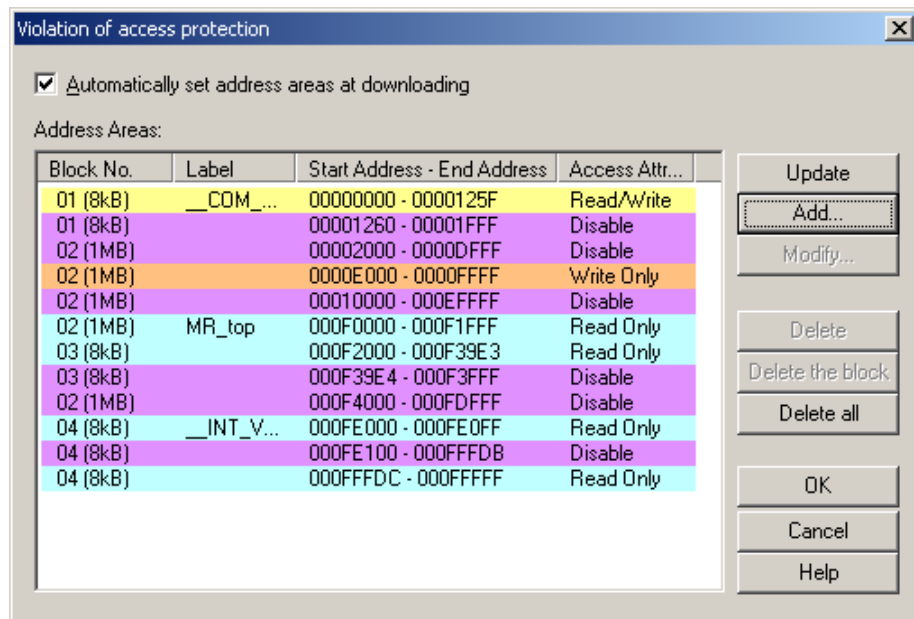 Violation of access protection
Automatically set address areas at downloading
Address Areas:
Block No. Label Start Address - End Address Access Attr...
01 (8kB) __COM_... 00000000 - 0000125F Read/Write
01 (8kB) 00001260 - 00001FFF Disable
02 (1MB) 00002000 - 0000DFFF Disable
02 (1MB) 0000E000 - 0000FFFF Write Only
02 (1MB) 00010000 - 000EFFFF Disable
02 (1MB) MR_top 000F0000 - 000F1FFF Read Only
03 (8kB) 000F2000 - 000F39E3 Read Only
03 (8kB) 000F39E4 - 000F3FFF Disable
02 (1MB) 000F4000 - 000FDFFF Disable
04 (8kB) __INT_V... 000FE000 - 000FE0FF Read Only
04 (8kB) 000FE100 - 000FFFDB Disable
04 (8kB) 000FFFDC - 000FFFFF Read Only
Update
Add...
Modify...
Delete
Delete the block
Delete all
OK
Cancel
Help